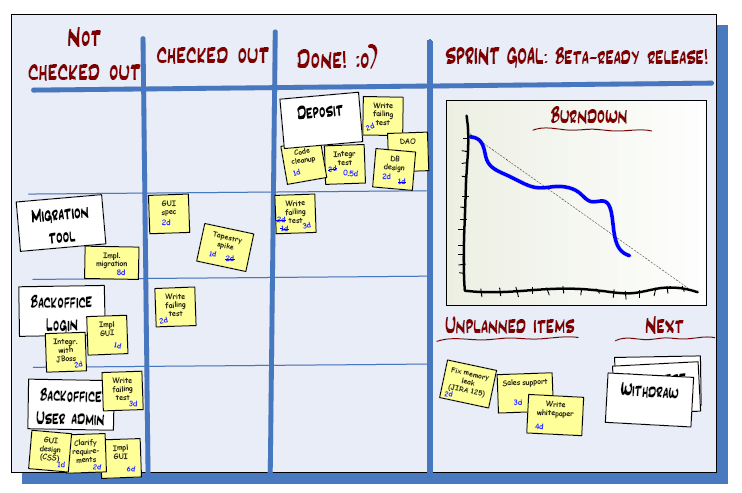 Not
checked out
checked out
Done! :o)
Sprint goal: Beta-ready release!
Deposit
Write
failing
test
2d
DAO
Code
cleanup
1d
Integr
test
2d
0.5d
DB
design
2d 1d
Burndown
Migration
tool
Impl.
migration
8d
GUI
spec
2d
Tapestry
spike
1d 2d
Write
failing
test
2d
1d
3d
Backoffice
Login
Integr.
with
JBoss
2d
Impl
GUI
1d
Write
failing
test
2d
Backoffice
User admin
Write
failing
test
3d
GUI
design
(CSS)
1d
Clarify
require-
ments
2d
Impl
GUI
6d
Unplanned items
Next
Fix memory
leak
(JIRA 125)
2d
Sales support
3d
Write
whitepaper
4d
Withdraw